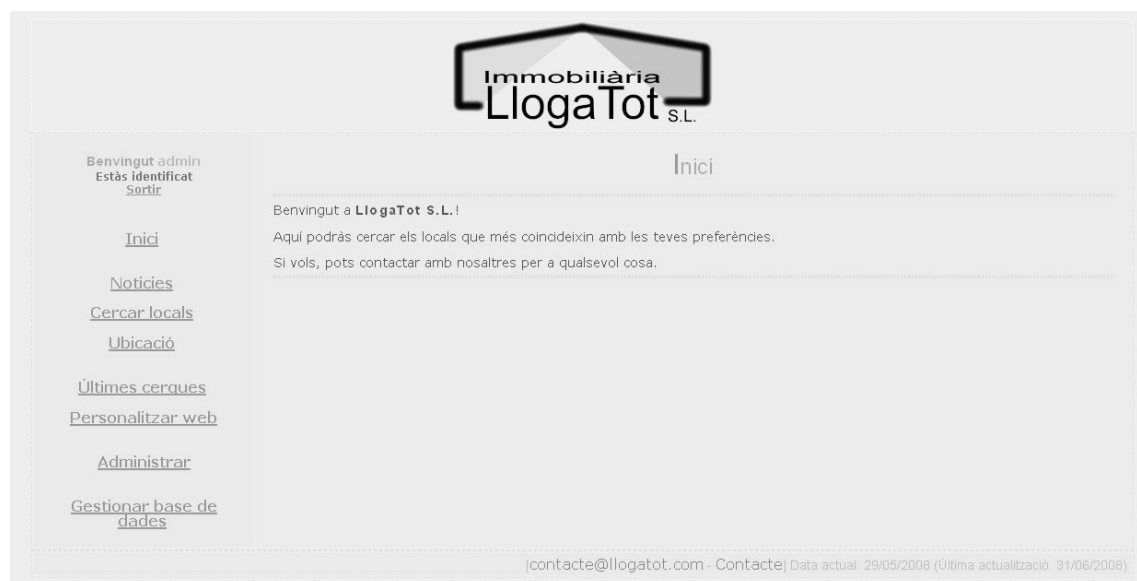 Immobiliària
LlogaTot S.L.
Benvingut admin
Estàs identificat
Sortir
Inici
Noticies
Cercar locals
Ubicació
Últimes cerques
Personalitzar web
Administrar
Gestionar base de
dades
Inici
Benvingut a LlogaTot S.L.!
Aquí podràs cercar els locals que més coincideixin amb les teves preferències.
Si vols, pots contactar amb nosaltres per a qualsevol cosa.
|contacte@llogatot.com - Contacte| Data actual: 29/05/2008 (Última actualització: 31/06/2008)